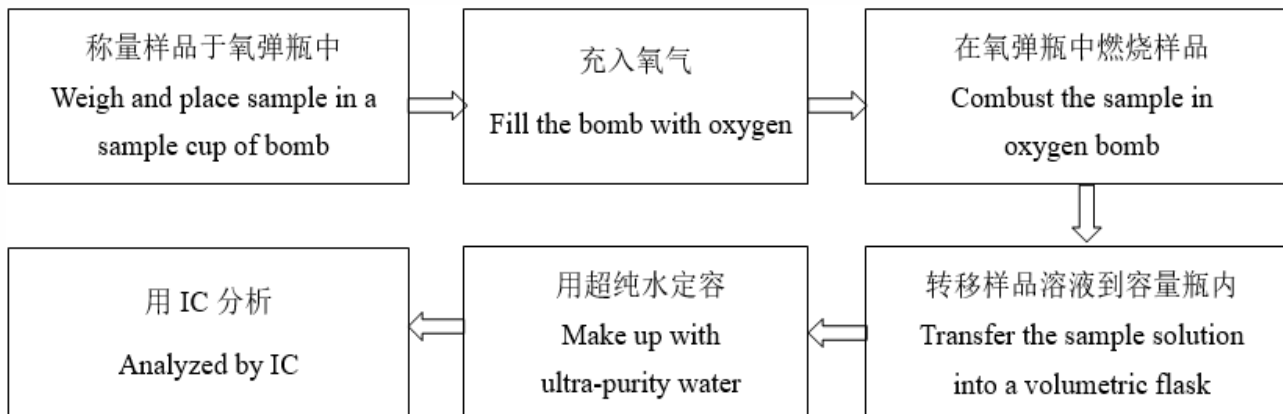 称量样品于氧弹瓶中
Weigh and place sample in a
sample cup of bomb
充入氧气
Fill the bomb with oxygen
在氧弹瓶中燃烧样品
Combust the sample in
oxygen bomb
转移样品溶液到容量瓶内
Transfer the sample solution
into a volumetric flask
用超纯水定容
Make up with
ultra-purity water
用 IC 分析
Analyzed by IC